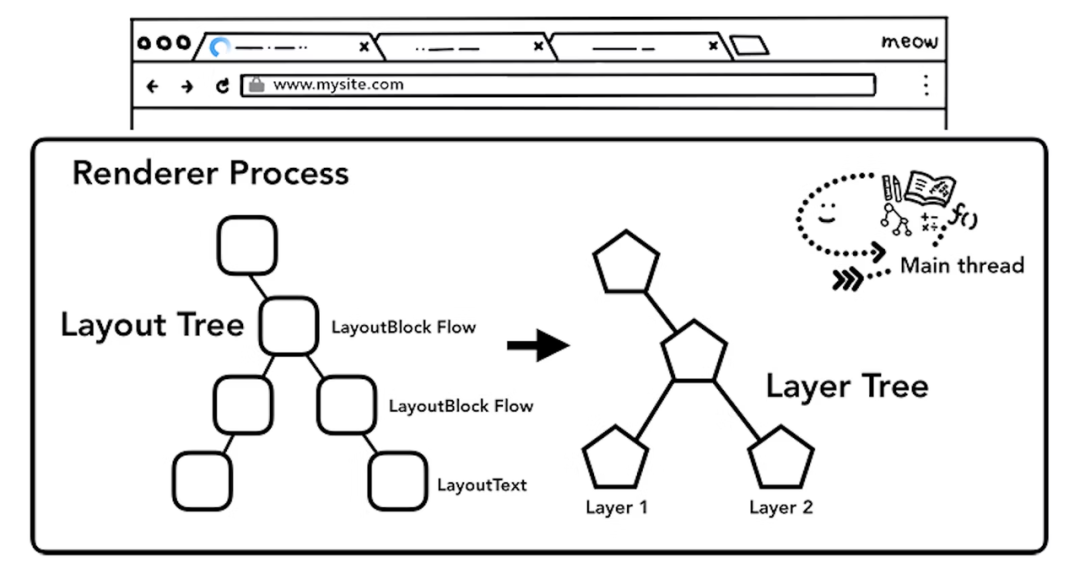 meow
www.mysite.com
Renderer Process
f()
+-
×÷
Main thread
Layout Tree
LayoutBlock Flow
LayoutBlock Flow
LayoutText
Layer Tree
Layer 1
Layer 2